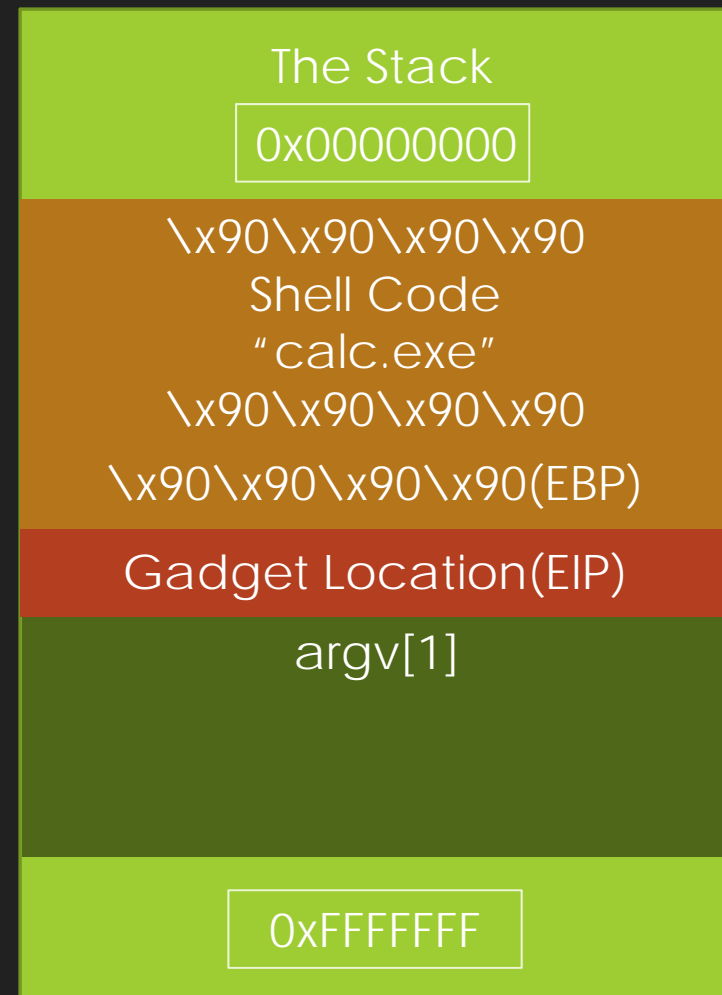 The Stack
0x00000000
\x90\x90\x90\x90
Shell Code
“calc.exe”
\x90\x90\x90\x90
\x90\x90\x90\x90(EBP)
Gadget Location(EIP)
argv[1]
0xFFFFFFF